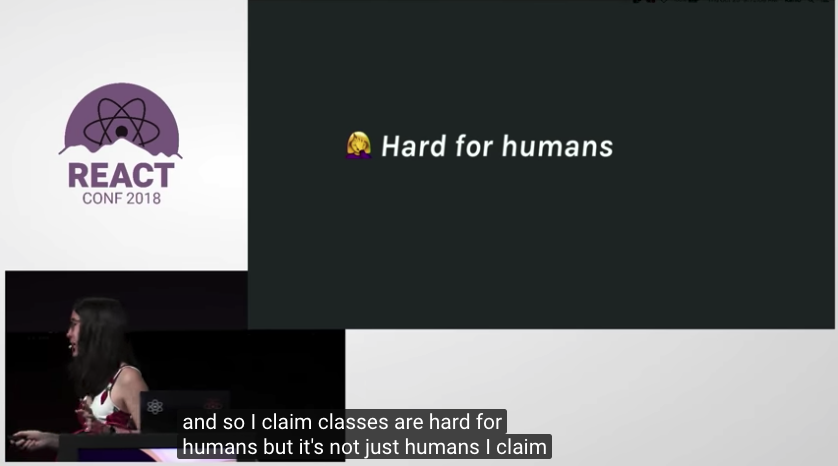 Hard for humans
REACT
CONF 2018
and so I claim classes are hard for
humans but it's not just humans I claim